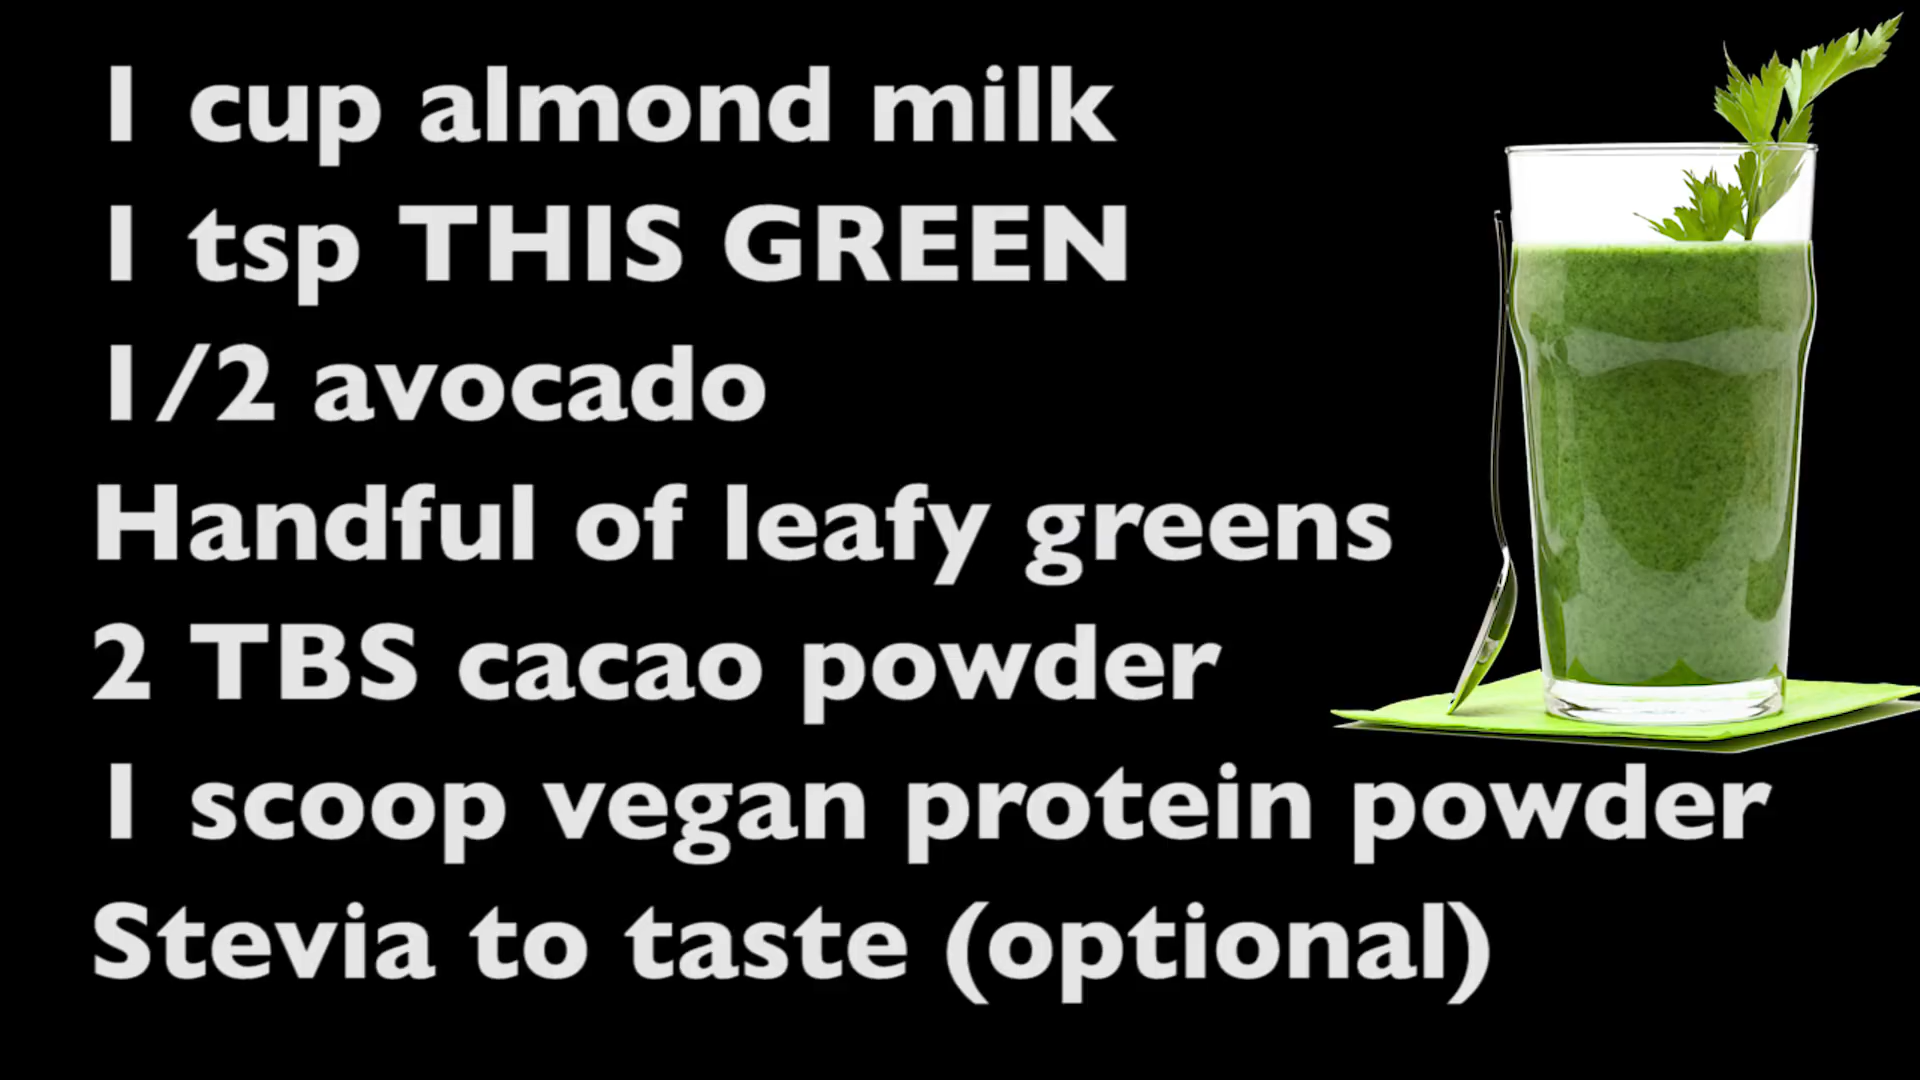 1 cup almond milk
1 tsp THIS GREEN
1/2 avocado
Handful of leafy greens
2 TBS cacao powder
1 scoop vegan protein powder
Stevia to taste (optional)